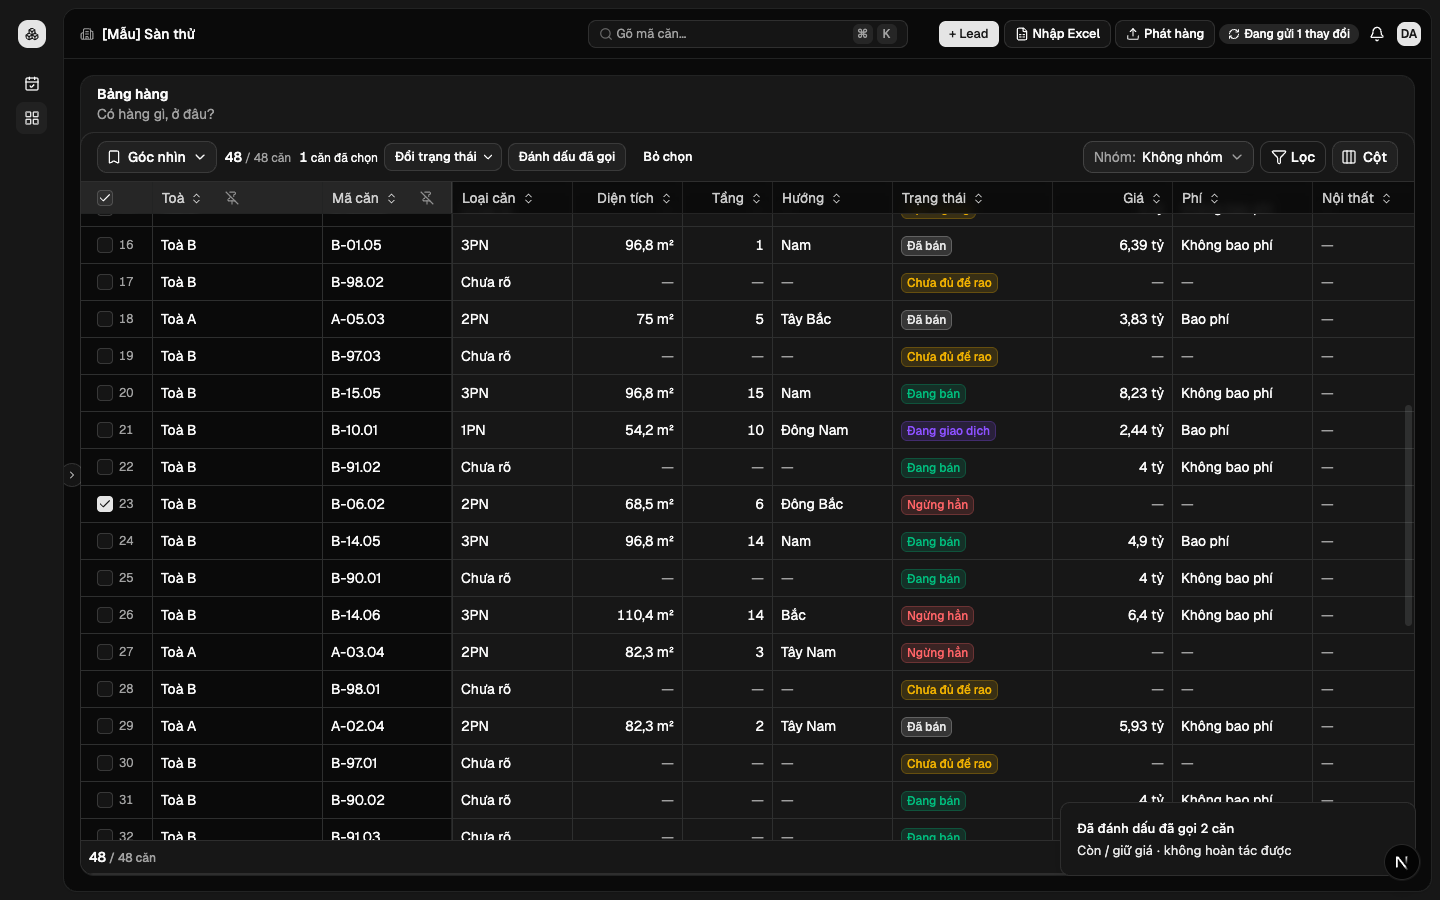 [Mẫu] Sàn thử
Gõ mã căn...
⌘ K
+ Lead
Nhập Excel
Phát hành
Đang gửi 1 thay đổi
DA
Bảng hàng
Có hàng gì, ở đâu?
Góc nhìn
48 / 48 căn
1 căn đã chọn
Đổi trạng thái
Đánh dấu đã gọi
Bỏ chọn
Nhóm: Không nhóm
Lọc
Cột
Toà Mã căn Loại căn Diện tích Tầng Hướng Trạng thái Giá Phí Nội thất
16 Toà B B-01.05 3PN 96,8 m² 1 Nam Đã bán 6,39 tỷ Không bao phí —
17 Toà B B-98.02 Chưa rõ — — — Chưa đủ để rao — — —
18 Toà A A-05.03 2PN 75 m² 5 Tây Bắc Đã bán 3,83 tỷ Bao phí —
19 Toà B B-97.03 Chưa rõ — — — Chưa đủ để rao — — —
20 Toà B B-15.05 3PN 96,8 m² 15 Nam Đang bán 8,23 tỷ Không bao phí —
21 Toà B B-10.01 1PN 54,2 m² 10 Đông Nam Đang giao dịch 2,44 tỷ Bao phí —
22 Toà B B-91.02 Chưa rõ — — — Đang bán 4 tỷ Không bao phí —
23 Toà B B-06.02 2PN 68,5 m² 6 Đông Bắc Ngừng hẳn — — —
24 Toà B B-14.05 3PN 96,8 m² 14 Nam Đang bán 4,9 tỷ Bao phí —
25 Toà B B-90.01 Chưa rõ — — — Đang bán 4 tỷ Không bao phí —
26 Toà B B-14.06 3PN 110,4 m² 14 Bắc Ngừng hẳn 6,4 tỷ Không bao phí —
27 Toà A A-03.04 2PN 82,3 m² 3 Tây Nam Ngừng hẳn — — —
28 Toà B B-98.01 Chưa rõ — — — Chưa đủ để rao — — —
29 Toà A A-02.04 2PN 82,3 m² 2 Tây Nam Đã bán 5,93 tỷ Không bao phí —
30 Toà B B-97.01 Chưa rõ — — — Chưa đủ để rao — — —
31 Toà B B-90.02 Chưa rõ — — — Đang bán 4 tỷ Không bao phí —
32 Toà B B-91.03 Chưa rõ — — — Đang bán
48 / 48 căn
Đã đánh dấu đã gọi 2 căn
Còn / giữ giá · không hoàn tác được
N